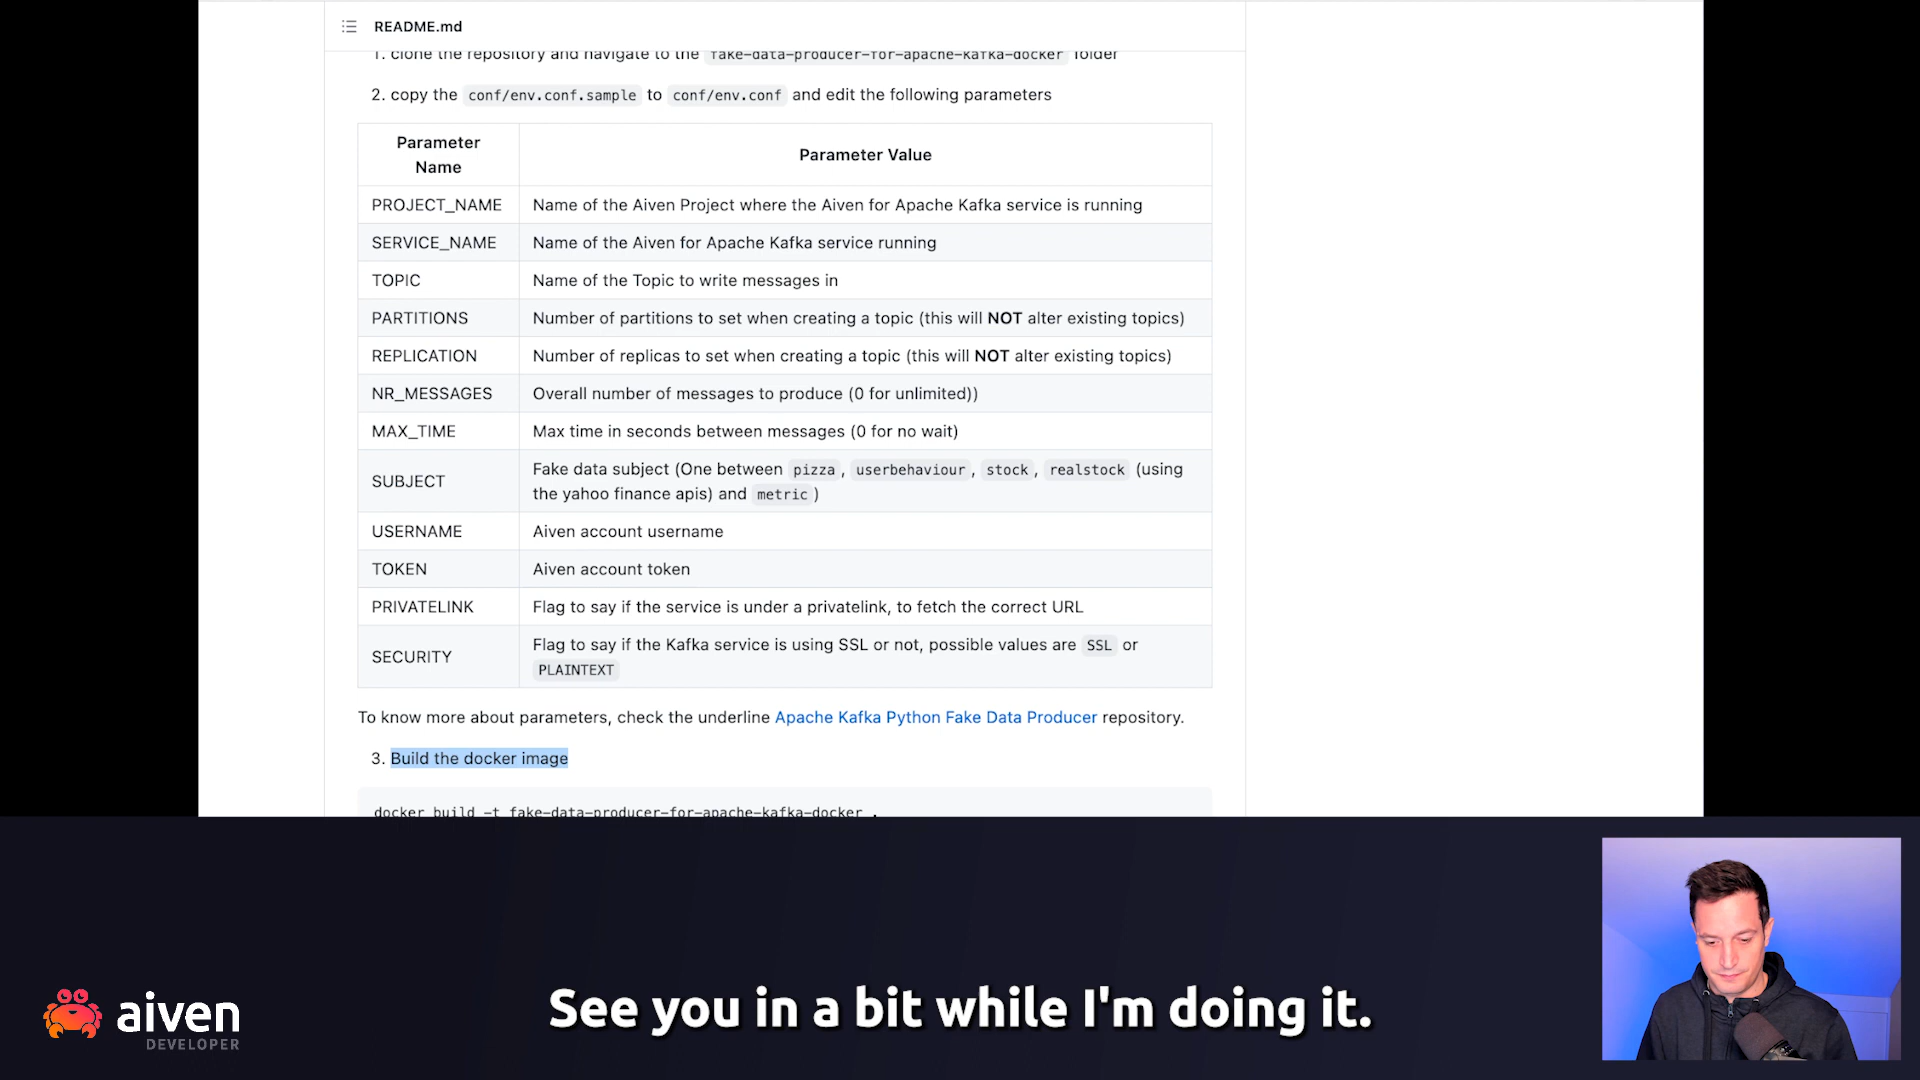 README.md
1. clone the repository and navigate to the fake-data-producer-for-apache-kafka-docker folder
2. copy the conf/env.conf.sample to conf/env.conf and edit the following parameters
Parameter Name
Parameter Value
PROJECT_NAME Name of the Aiven Project where the Aiven for Apache Kafka service is running
SERVICE_NAME Name of the Aiven for Apache Kafka service running
TOPIC Name of the Topic to write messages in
PARTITIONS Number of partitions to set when creating a topic (this will NOT alter existing topics)
REPLICATION Number of replicas to set when creating a topic (this will NOT alter existing topics)
NR_MESSAGES Overall number of messages to produce (0 for unlimited))
MAX_TIME Max time in seconds between messages (0 for no wait)
SUBJECT Fake data subject (One between pizza, userbehaviour, stock, realstock (using
the yahoo finance apis) and metric)
USERNAME Aiven account username
TOKEN Aiven account token
PRIVATELINK Flag to say if the service is under a privatelink, to fetch the correct URL
SECURITY Flag to say if the Kafka service is using SSL or not, possible values are SSL or
PLAINTEXT
To know more about parameters, check the underline Apache Kafka Python Fake Data Producer repository.
3. Build the docker image
docker build -t fake-data-producer-for-apache-kafka-docker .
aiven
DEVELOPER
See you in a bit while I'm doing it.